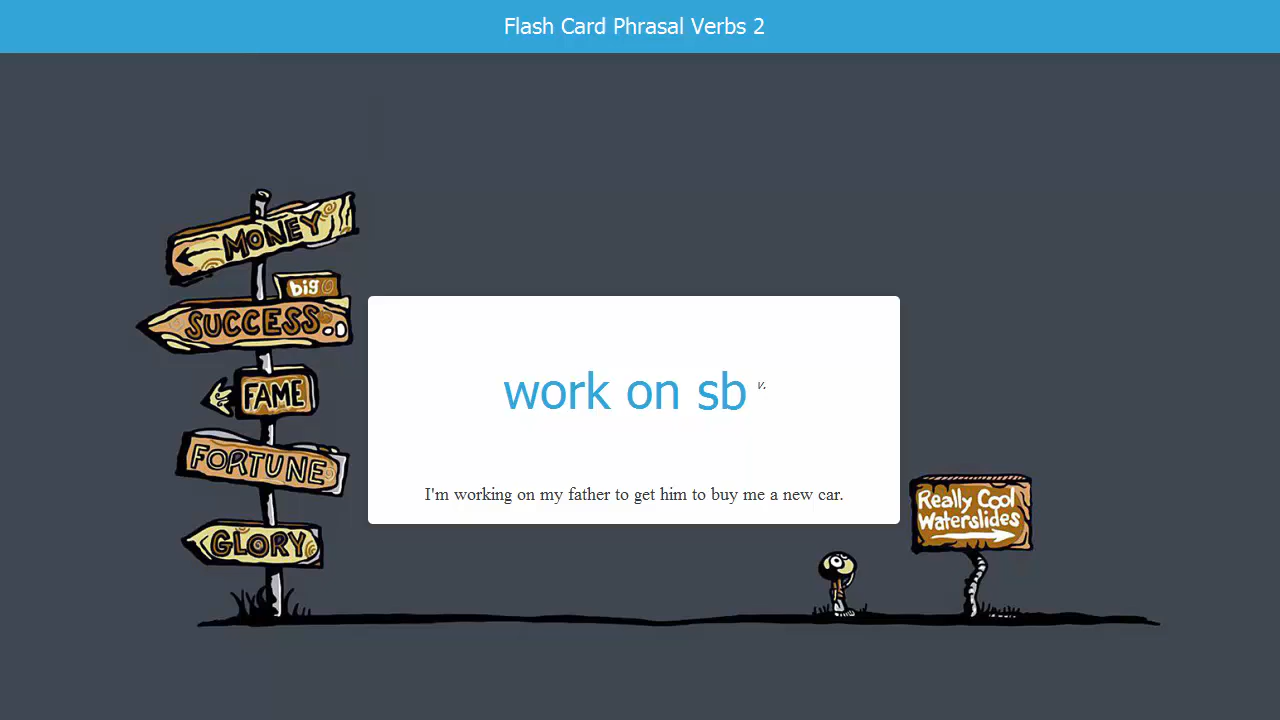 Flash Card Phrasal Verbs 2
MONEY
big
SUCCESS
FAME
FORTUNE
GLORY
work on sb v.
I'm working on my father to get him to buy me a new car.
Really Cool
Waterslides